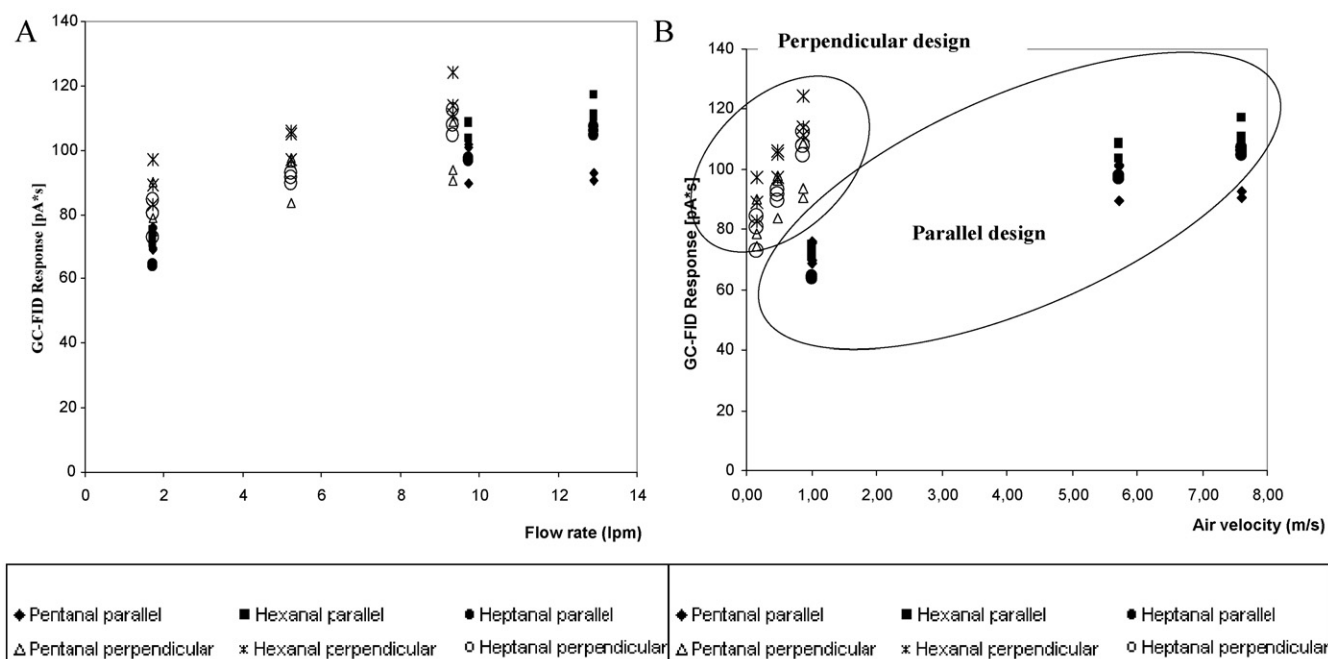 A
140
120
100
80
60
40
20
0
0 2 4 6 8 10 12 14
GC-FID Response [pA*s]
Flow rate (lpm)
B
Perpendicular design
140
120
100
80
60
40
20
0
0,00 1,00 2,00 3,00 4,00 5,00 6,00 7,00 8,00
GC-FID Response [pA*s]
Parallel design
Air velocity (m/s)
Pentanal parallel Hexanal parallel Heptanal parallel
Pentanal perpendicular Hexanal perpendicular Heptanal perpendicular
Pentanal parallel Hexanal parallel Heptanal parallel
Pentanal perpendicular Hexanal perpendicular Heptanal perpendicular